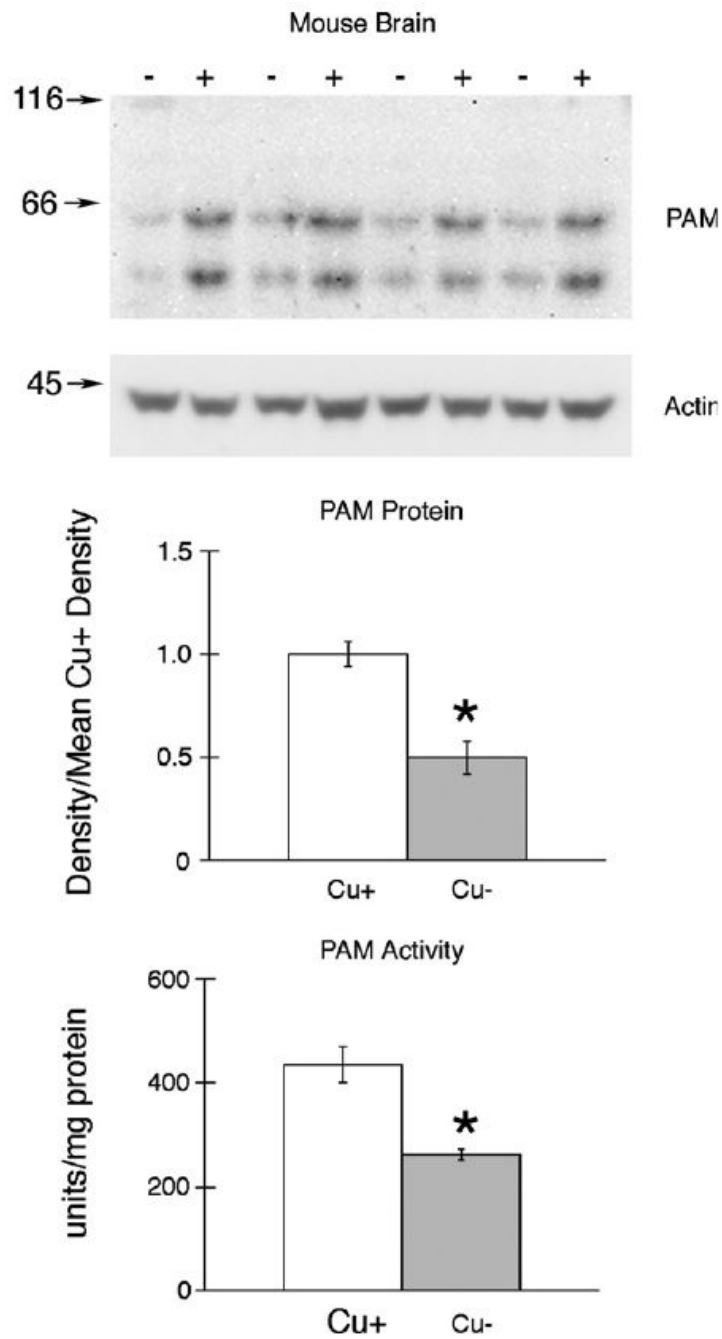 Mouse Brain
- + - + - + - +
116→
66→
PAM
45→
Actin
PAM Protein
Density/Mean Cu+ Density
1.5
1.0
0.5
0
*
Cu+ Cu-
PAM Activity
units/mg protein
600
400
200
0
*
Cu+ Cu-